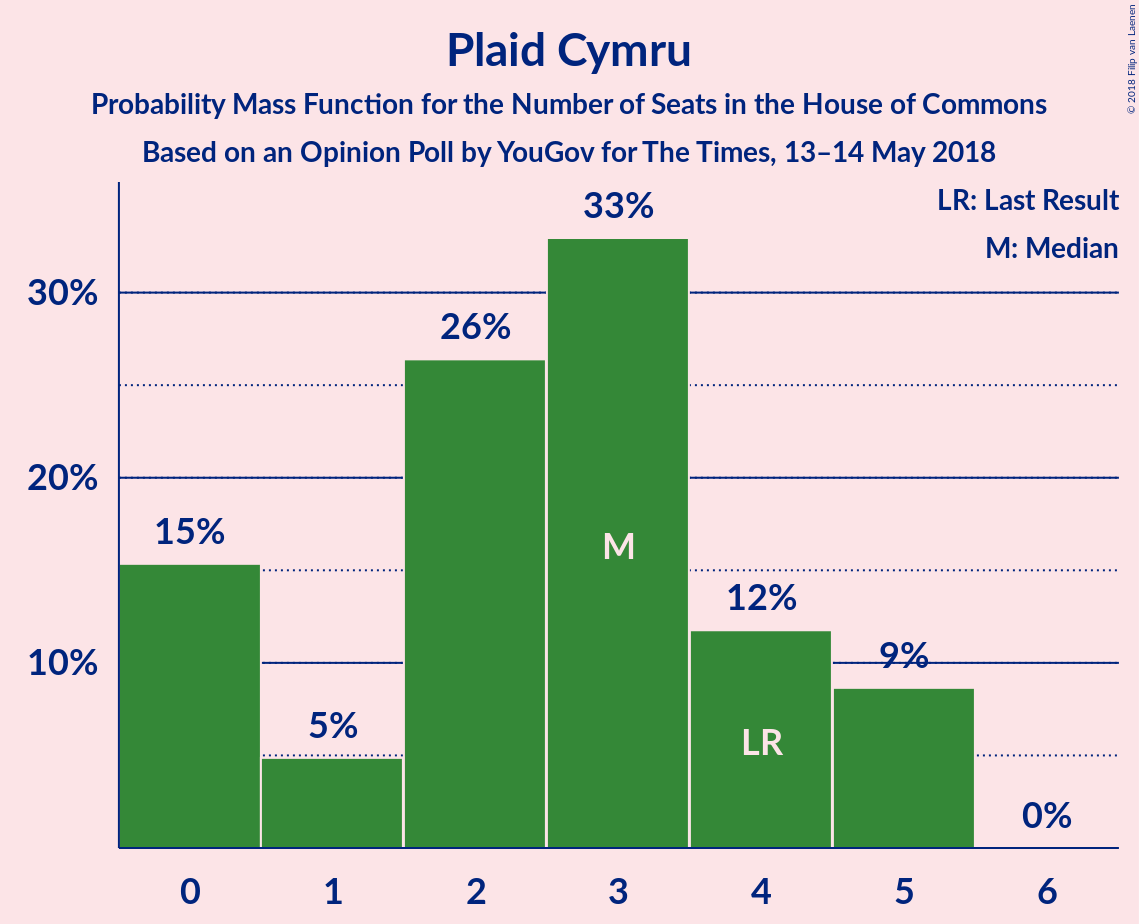 Plaid Cymru
Probability Mass Function for the Number of Seats in the House of Commons
Based on an Opinion Poll by YouGov for The Times, 13–14 May 2018
© 2018 Filip van Laenen
LR: Last Result
M: Median
33%
30%
26%
20%
15%
M
12%
10%
9%
5%
LR
0%
0 1 2 3 4 5 6